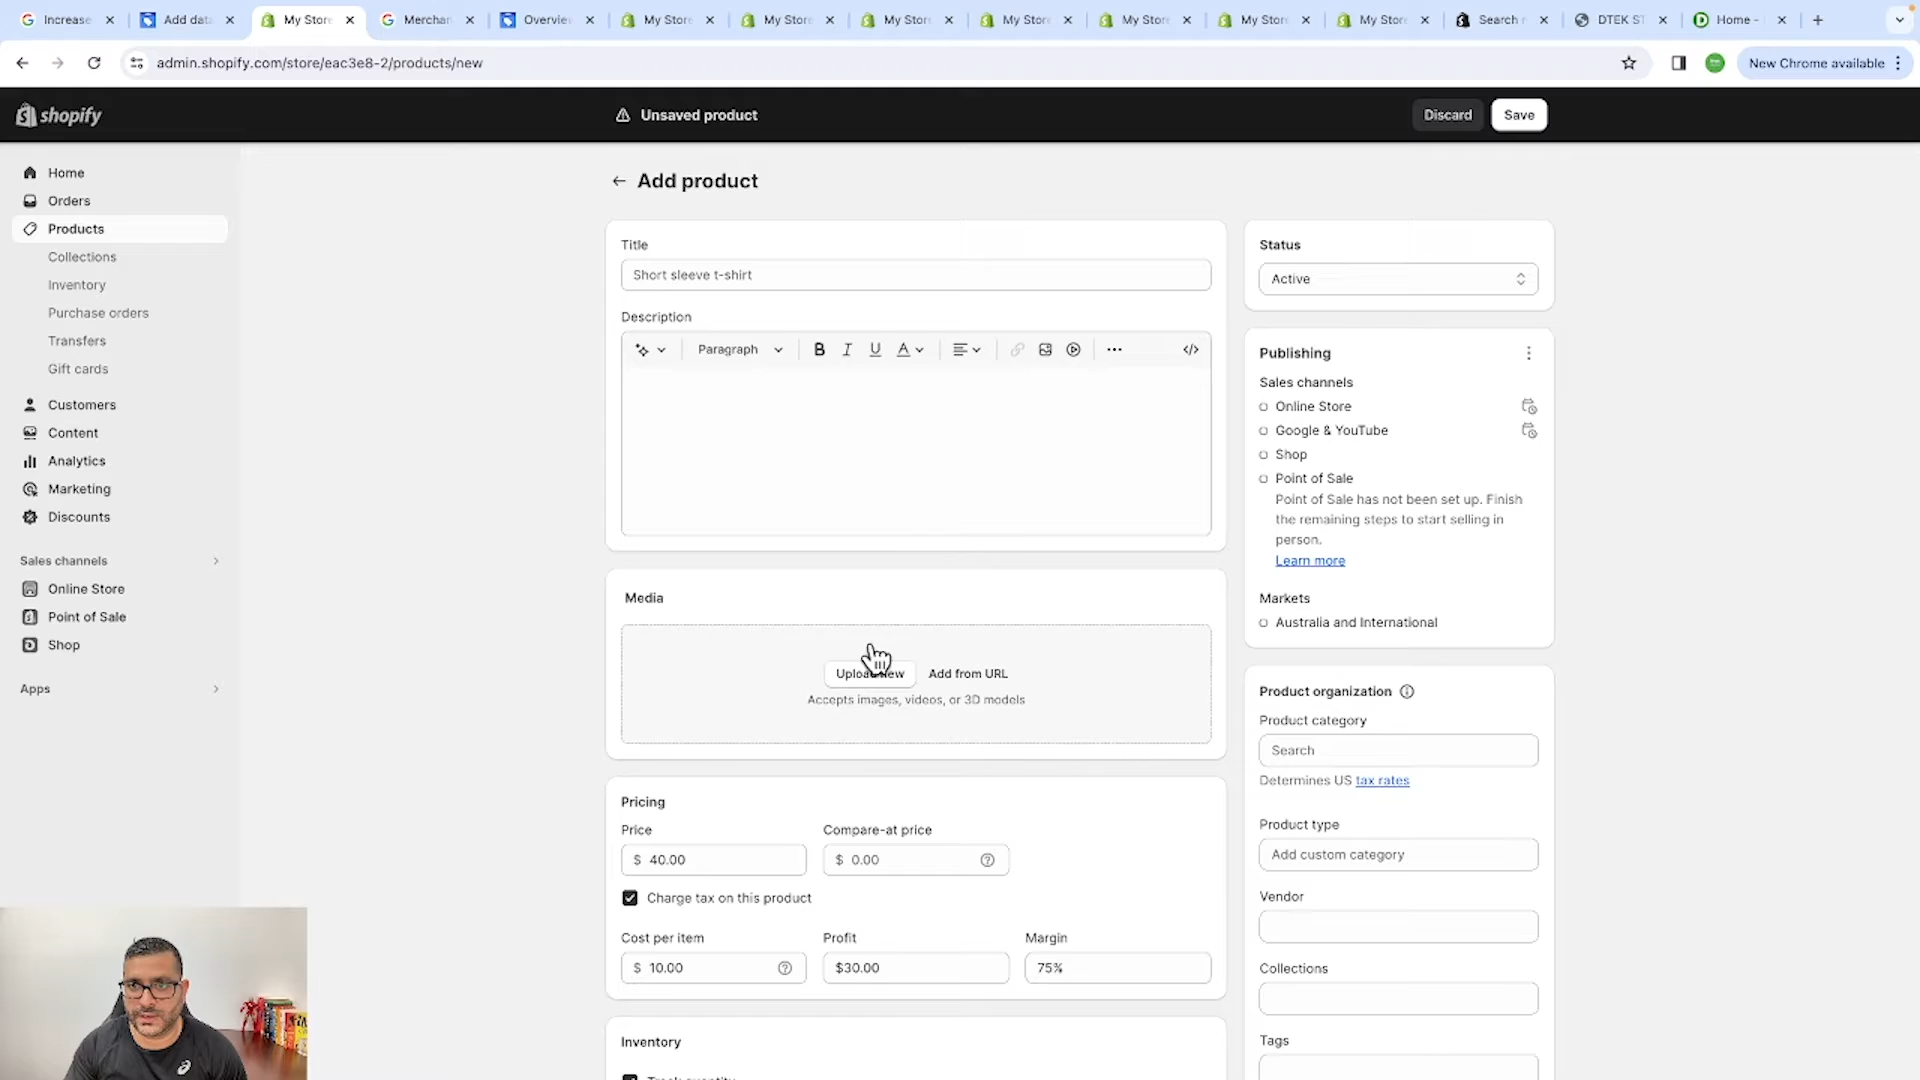 Increase
Add data
My Store
Merchan
Overview
My Store
My Store
My Store
My Store
My Store
My Store
My Store
Search r
DTEK ST
Home -
admin.shopify.com/store/eac3e8-2/products/new
New Chrome available
shopify
Unsaved product
Discard
Save
Home
Orders
Products
Collections
Inventory
Purchase orders
Transfers
Gift cards
Customers
Content
Analytics
Marketing
Discounts
Sales channels
Online Store
Point of Sale
Shop
Apps
Add product
Title
Short sleeve t-shirt
Description
Paragraph
B I U A
Media
Upload new Add from URL
Accepts images, videos, or 3D models
Pricing
Price Compare-at price
$ 40.00 $ 0.00
Charge tax on this product
Cost per item Profit Margin
$ 10.00 $30.00 75%
Inventory
Track quantity
Status
Active
Publishing
Sales channels
Online Store
Google & YouTube
Shop
Point of Sale
Point of Sale has not been set up. Finish
the remaining steps to start selling in
person.
Learn more
Markets
Australia and International
Product organization
Product category
Search
Determines US tax rates
Product type
Add custom category
Vendor
Collections
Tags